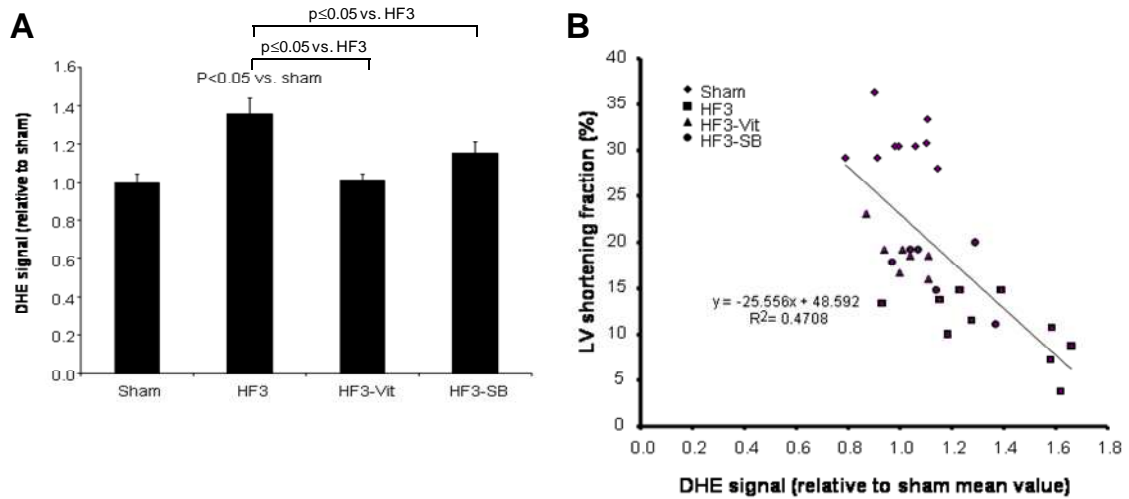 A
p≤0.05 vs. HF3
p≤0.05 vs. HF3
P<0.05 vs. sham
DHE signal (relative to sham)
1.6
1.4
1.2
1.0
0.8
0.6
0.4
0.2
0.0
Sham HF3 HF3-Vit HF3-SB
B
LV shortening fraction (%)
40
35
30
25
20
15
10
5
0
Sham
HF3
HF3-Vit
HF3-SB
y = -25.556x + 48.592
R2= 0.4708
0.0 0.2 0.4 0.6 0.8 1.0 1.2 1.4 1.6 1.8
DHE signal (relative to sham mean value)